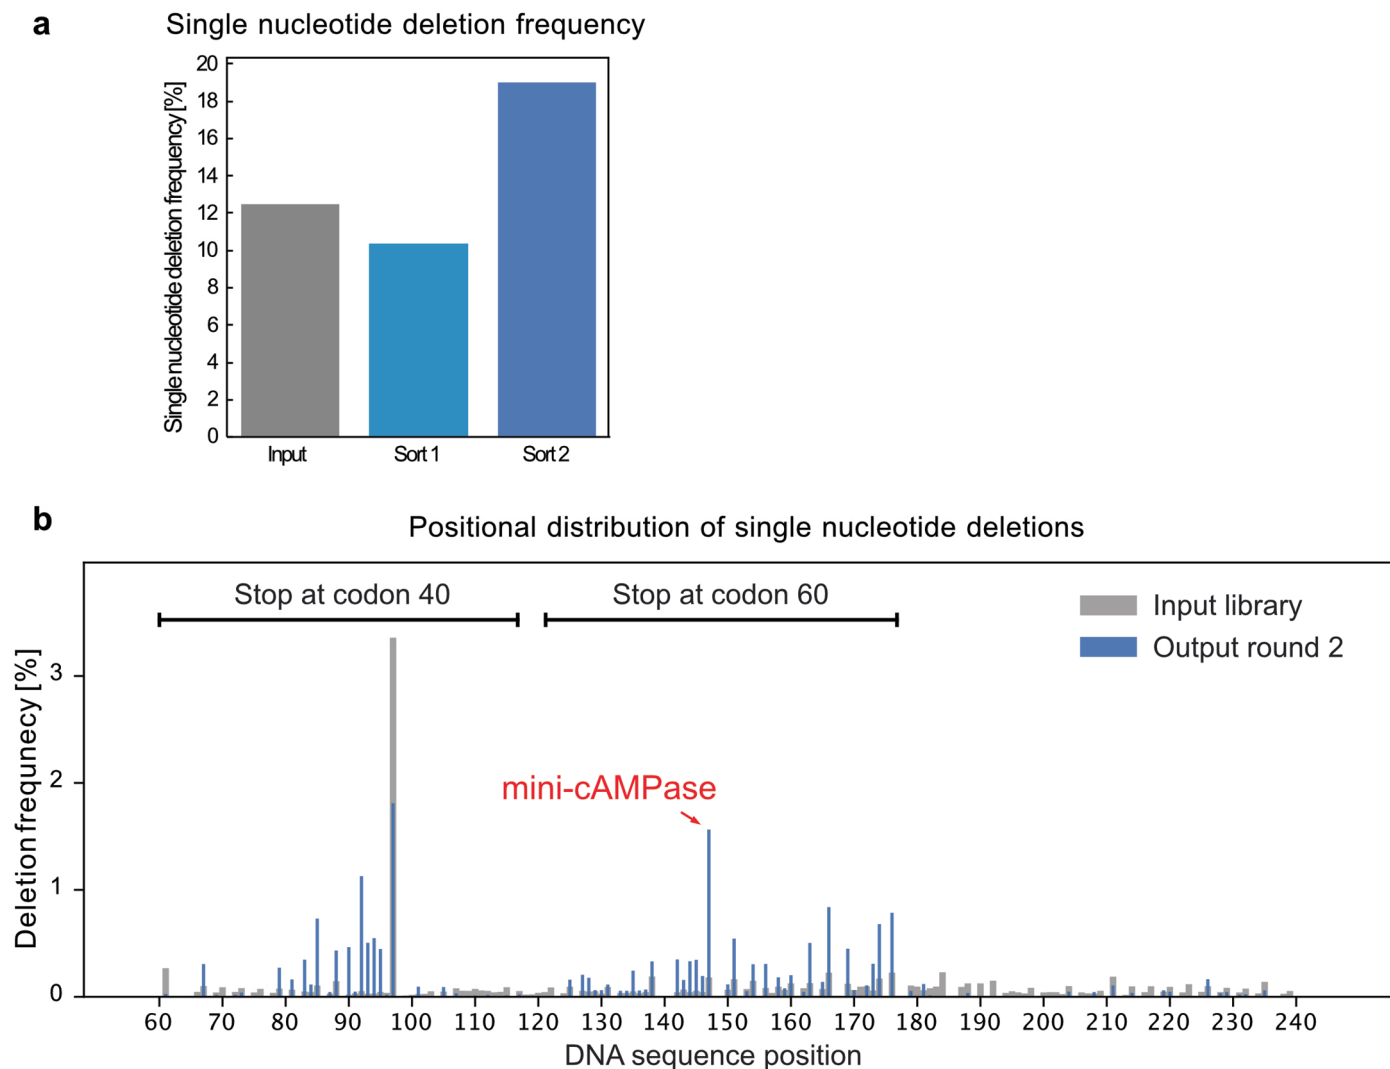 a
Single nucleotide deletion frequency
Single nucleotide deletion frequency [%]
20
18
16
14
12
10
8
6
4
2
0
Input
Sort 1
Sort 2
b
Positional distribution of single nucleotide deletions
Stop at codon 40
Stop at codon 60
Input library
Output round 2
mini-cAMPase
Deletion frequnecy [%]
3
2
1
0
60 70 80 90 100 110 120 130 140 150 160 170 180 190 200 210 220 230 240
DNA sequence position